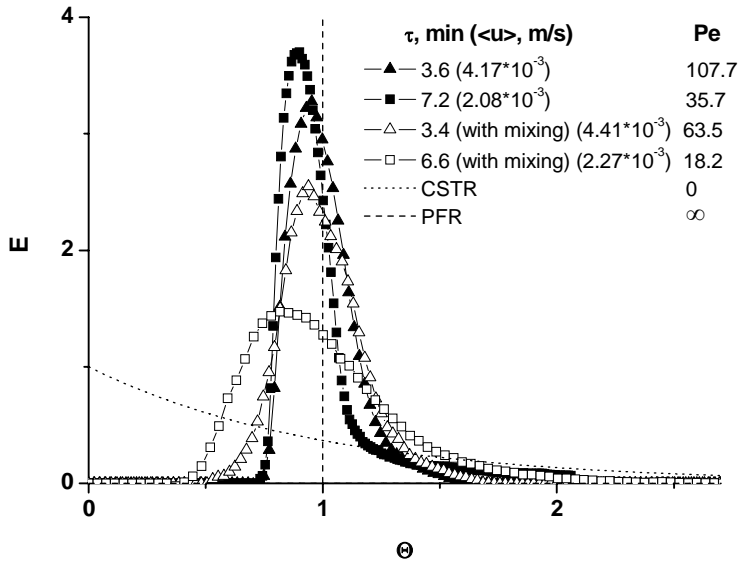 4
2
0
E
0
1
2
Θ
τ, min (<u>, m/s) Pe
3.6 (4.17*10⁻³) 107.7
7.2 (2.08*10⁻³) 35.7
3.4 (with mixing) (4.41*10⁻³) 63.5
6.6 (with mixing) (2.27*10⁻³) 18.2
CSTR 0
PFR ∞